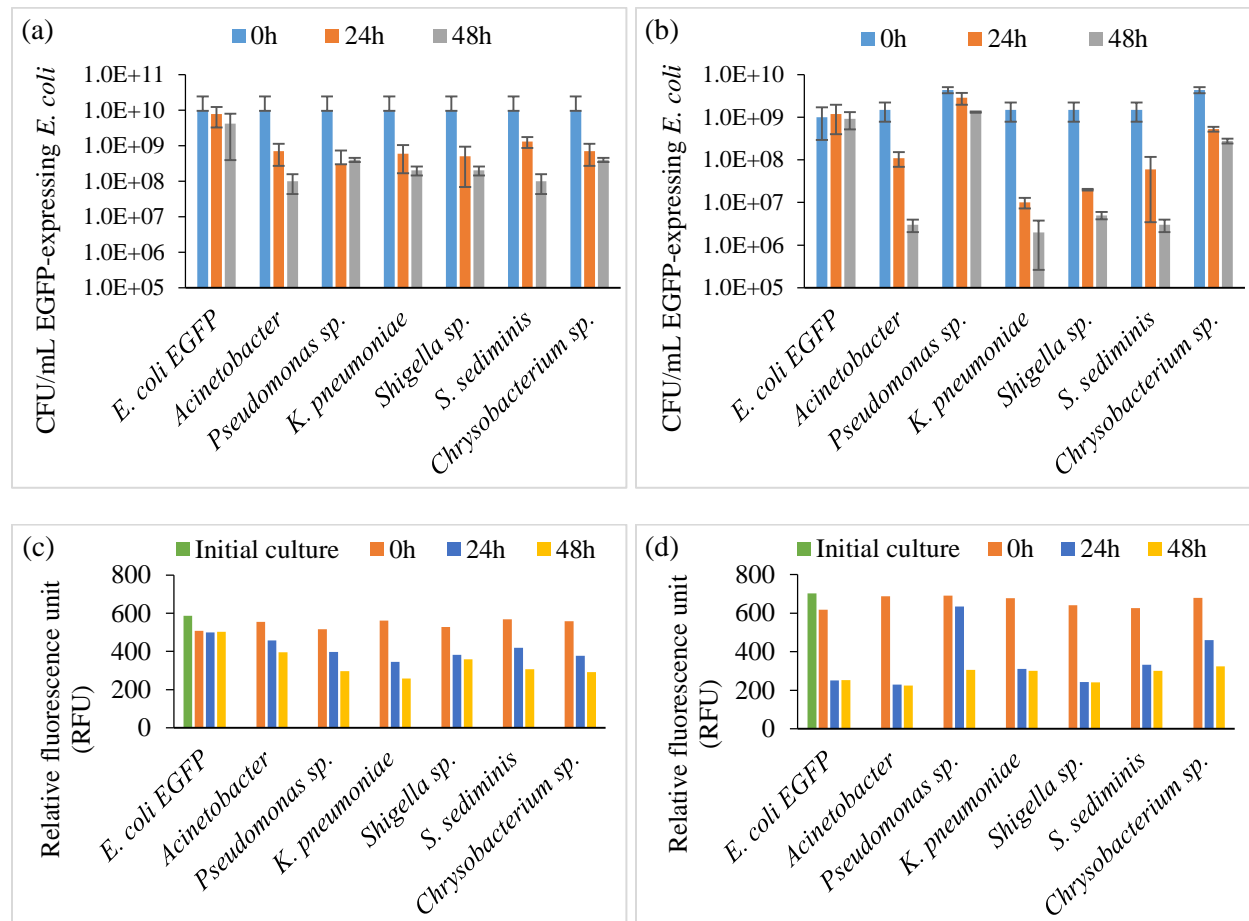 (a)
0h 24h 48h
CFU/mL EGFP-expressing E. coli
1.0E+11
1.0E+10
1.0E+09
1.0E+08
1.0E+07
1.0E+06
1.0E+05
E. coli EGFP
Acinetobacter
Pseudomonas sp.
K. pneumoniae
Shigella sp.
S. sediminis
Chrysobacterium sp.
(b)
0h 24h 48h
CFU/mL EGFP-expressing E. coli
1.0E+10
1.0E+09
1.0E+08
1.0E+07
1.0E+06
1.0E+05
E. coli EGFP
Acinetobacter
Pseudomonas sp.
K. pneumoniae
Shigella sp.
S. sediminis
Chrysobacterium sp.
(c)
Initial culture 0h 24h 48h
Relative fluorescence unit
(RFU)
800
600
400
200
0
E. coli EGFP
Acinetobacter
Pseudomonas sp.
K. pneumoniae
Shigella sp.
S. sediminis
Chrysobacterium sp.
(d)
Initial culture 0h 24h 48h
Relative fluorescence unit
(RFU)
800
600
400
200
0
E. coli EGFP
Acinetobacter
Pseudomonas sp.
K. pneumoniae
Shigella sp.
S. sediminis
Chrysobacterium sp.